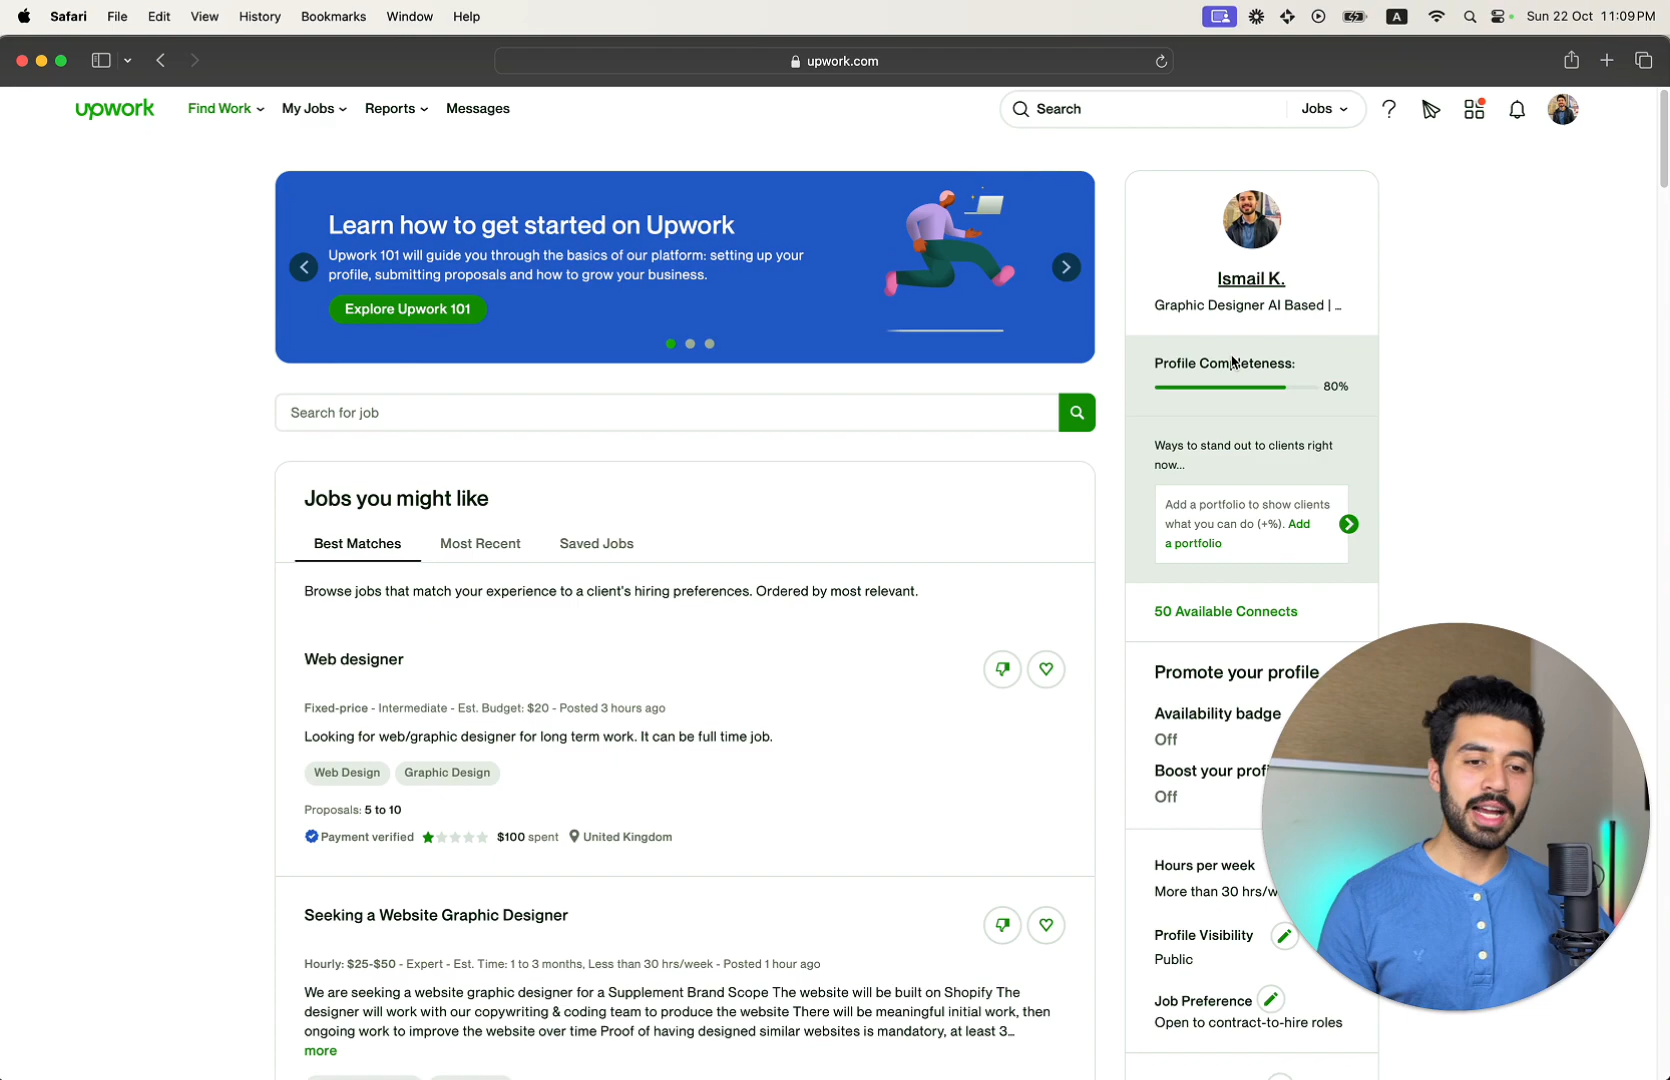 Safari File Edit View History Bookmarks Window Help A Sun 22 Oct 11:09 PM
upwork.com
upwork Find Work My Jobs Reports Messages Search Jobs
Learn how to get started on Upwork
Upwork 101 will guide you through the basics of our platform: setting up your
profile, submitting proposals and how to grow your business.
Explore Upwork 101
Search for job
Jobs you might like
Best Matches Most Recent Saved Jobs
Browse jobs that match your experience to a client's hiring preferences. Ordered by most relevant.
Web designer
Fixed-price - Intermediate - Est. Budget: $20 - Posted 3 hours ago
Looking for web/graphic designer for long term work. It can be full time job.
Web Design Graphic Design
Proposals: 5 to 10
Payment verified $100 spent United Kingdom
Seeking a Website Graphic Designer
Hourly: $25-$50 - Expert - Est. Time: 1 to 3 months, Less than 30 hrs/week - Posted 1 hour ago
We are seeking a website graphic designer for a Supplement Brand Scope The website will be built on Shopify The
designer will work with our copywriting & coding team to produce the website There will be meaningful initial work, then
ongoing work to improve the website over time Proof of having designed similar websites is mandatory, at least 3...
more
Ismail K.
Graphic Designer AI Based | ...
Profile Completeness:
80%
Ways to stand out to clients right
now...
Add a portfolio to show clients
what you can do (+%). Add
a portfolio
50 Available Connects
Promote your profile
Availability badge
Off
Boost your profi
Off
Hours per week
More than 30 hrs/w
Profile Visibility
Public
Job Preference
Open to contract-to-hire roles